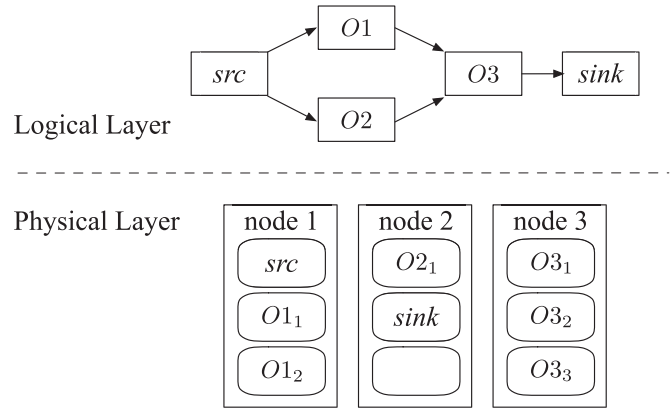 O1
src O3 sink
O2
Logical Layer
Physical Layer node 1 node 2 node 3
src O2₁ O3₁
O1₁ sink O3₂
O1₂ O3₃